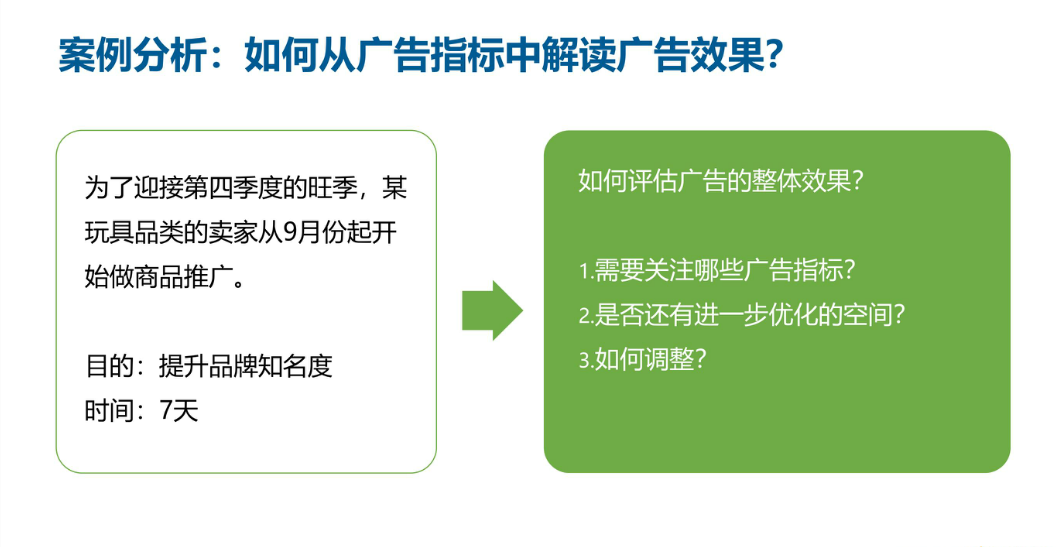 案例分析：如何从广告指标中解读广告效果？
为了迎接第四季度的旺季，某
玩具品类的卖家从9月份起开
始做商品推广。
目的：提升品牌知名度
时间：7天
如何评估广告的整体效果？
1.需要关注哪些广告指标？
2.是否还有进一步优化的空间？
3.如何调整？